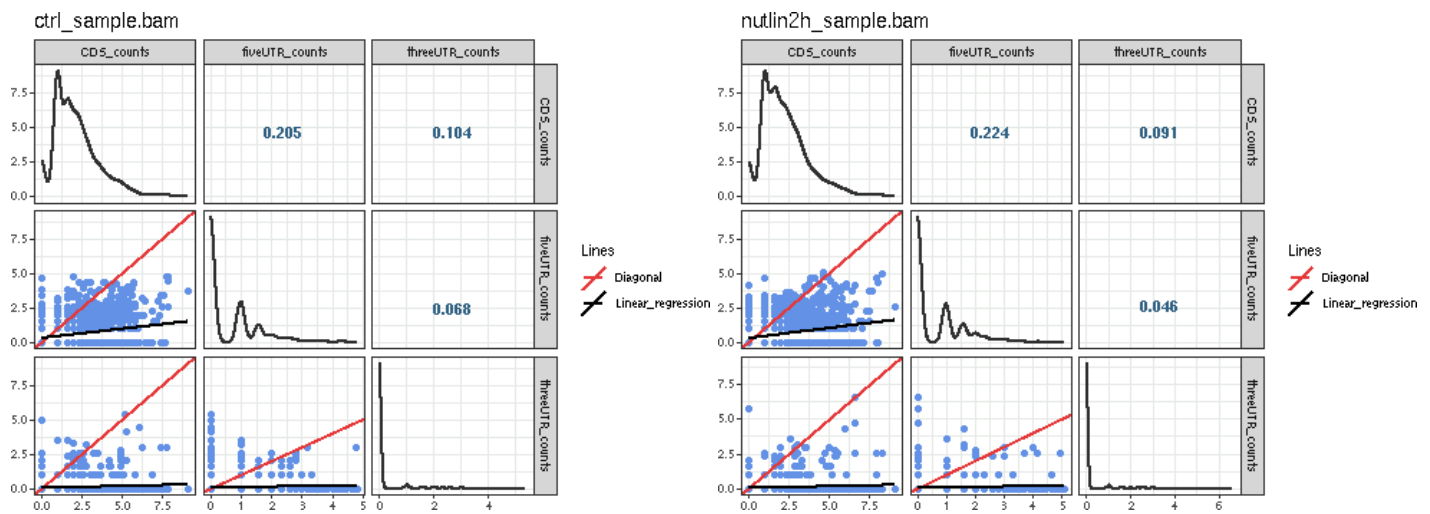 ctrl_sample.bam
CDS_counts fiveUTR_counts threeUTR_counts
7.5
5.0
2.5
0.0
0.205 0.104
CDS_counts
7.5
5.0
2.5
0.0
0.068
fiveUTR_counts
7.5
5.0
2.5
0.0
threeUTR_counts
0.0 2.5 5.0 7.5 0 1 2 3 4 5 0 2 4
Lines
Diagonal
Linear_regression
nutlin2h_sample.bam
CDS_counts fiveUTR_counts threeUTR_counts
7.5
5.0
2.5
0.0
0.224 0.091
CDS_counts
7.5
5.0
2.5
0.0
0.046
fiveUTR_counts
7.5
5.0
2.5
0.0
threeUTR_counts
0.0 2.5 5.0 7.5 0 1 2 3 4 5 0 2 4 6
Lines
Diagonal
Linear_regression